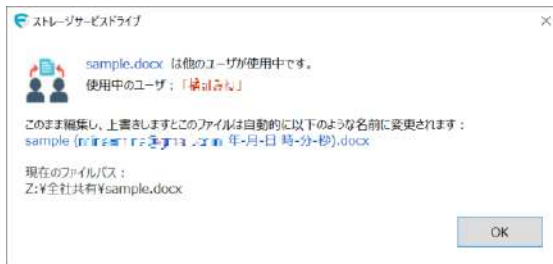 ストレージサービスドライブ
sample.docx は他のユーザが使用中です。
使用中のユーザ：「
このまま編集し、上書きしますとこのファイルは自動的に以下のような名前に変更されます：
sample ( 年-月-日 時-分-秒).docx
現在のファイルパス：
Z:¥全社共有¥sample.docx
OK